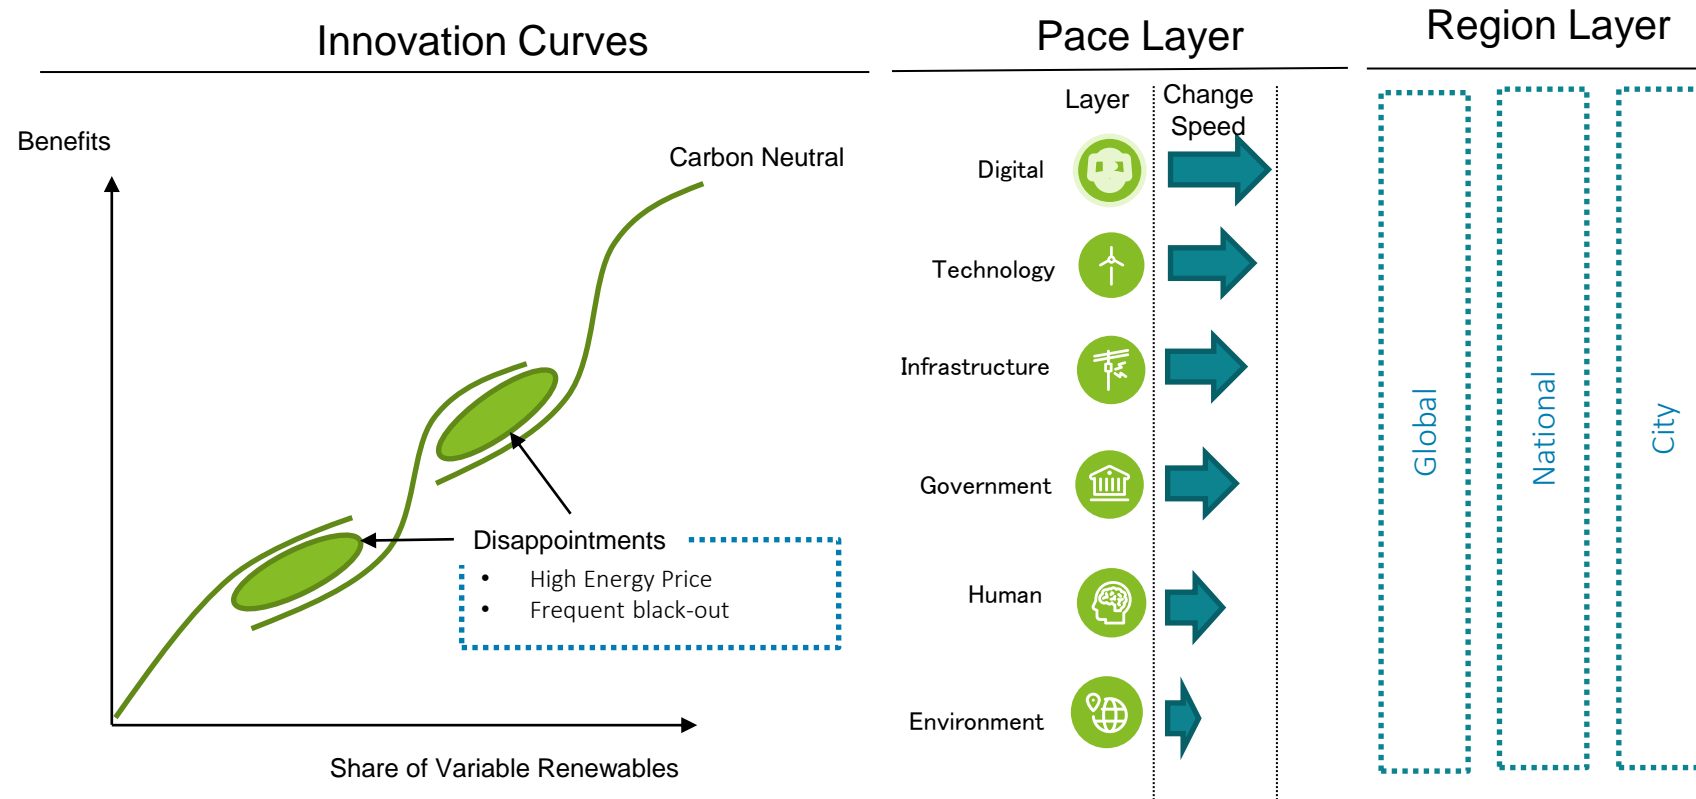 Innovation Curves
Benefits
Carbon Neutral
Disappointments
• High Energy Price
• Frequent black-out
Share of Variable Renewables
Pace Layer
Layer
Change
Speed
Digital
Technology
Infrastructure
Government
Human
Environment
Region Layer
Global
National
City